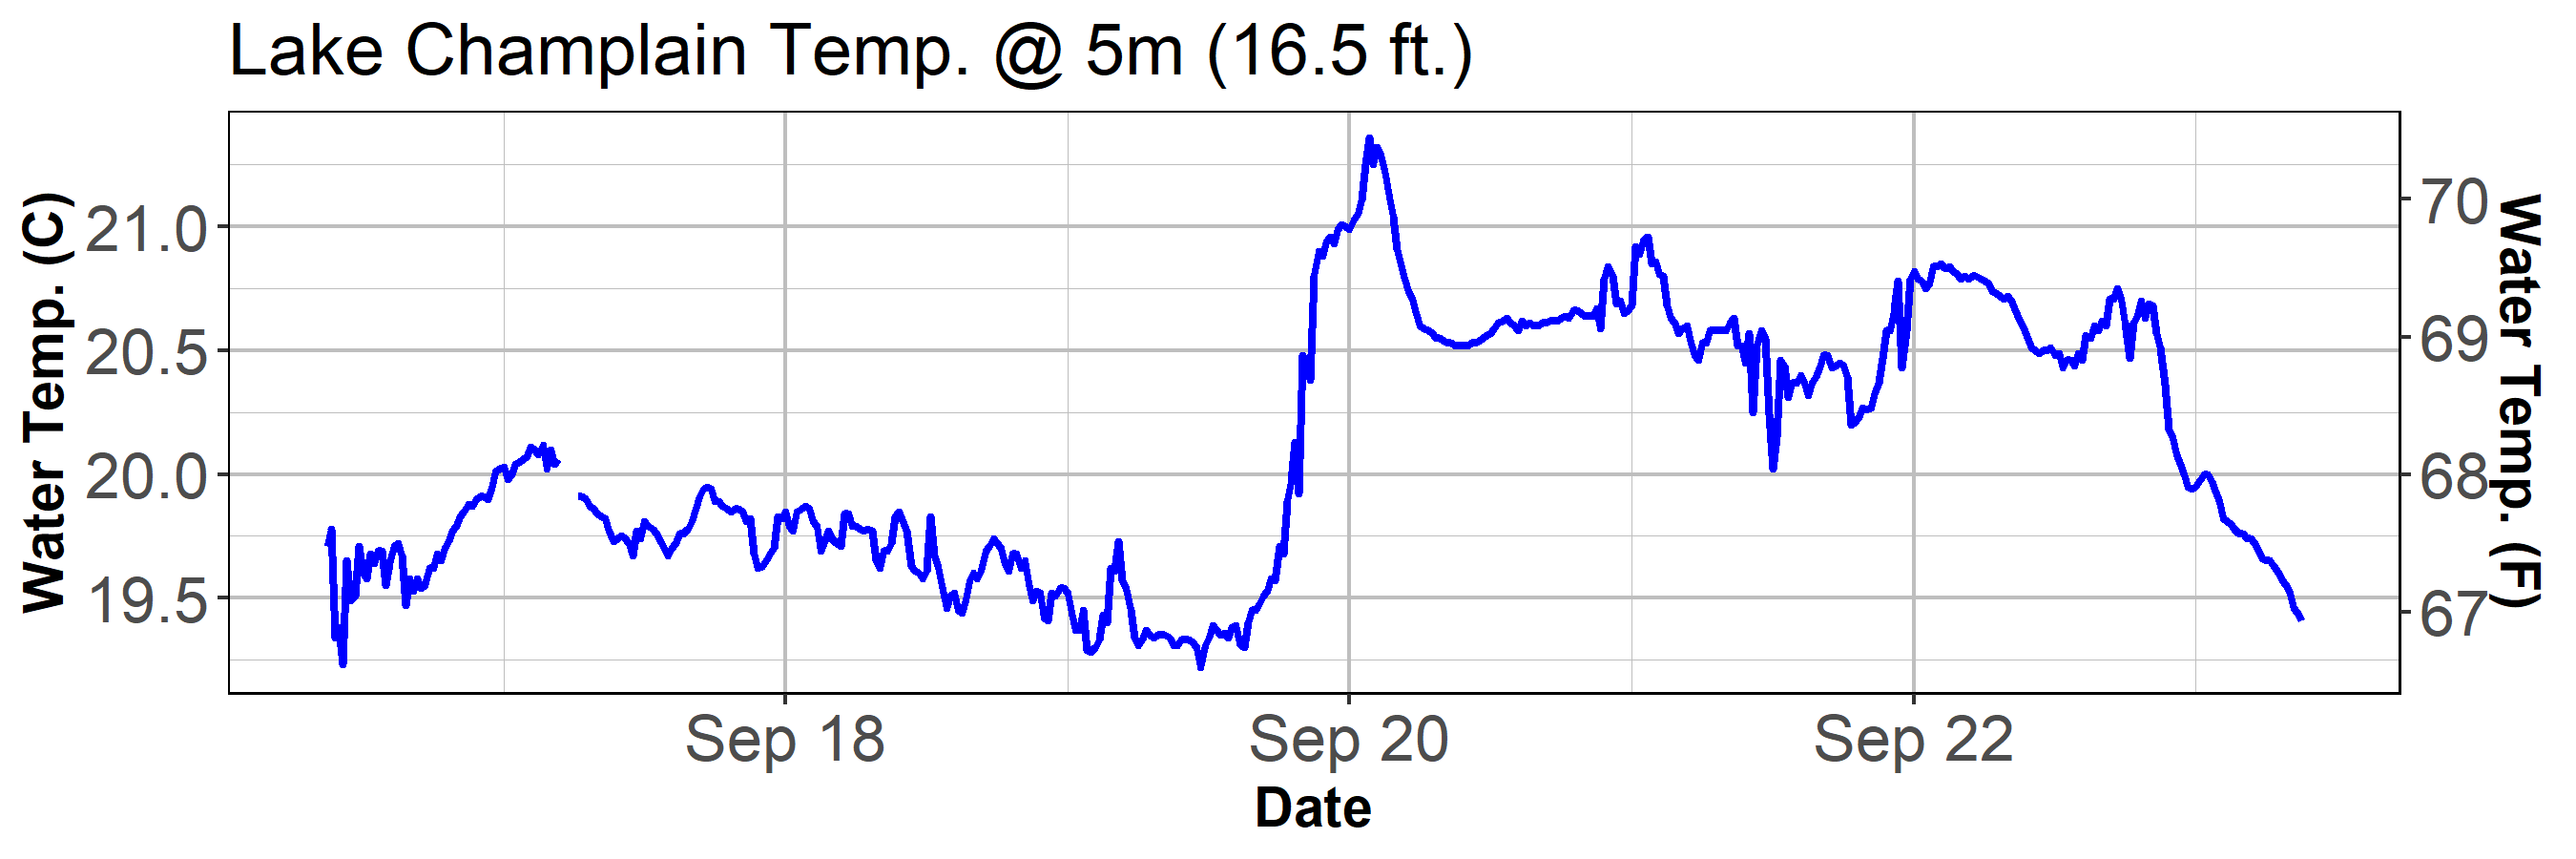 Lake Champlain Temp. @ 5m (16.5 ft.)
Water Temp. (C)
21.0
20.5
20.0
19.5
70
69
68
67
Water Temp. (F)
Sep 18 Sep 20 Sep 22
Date